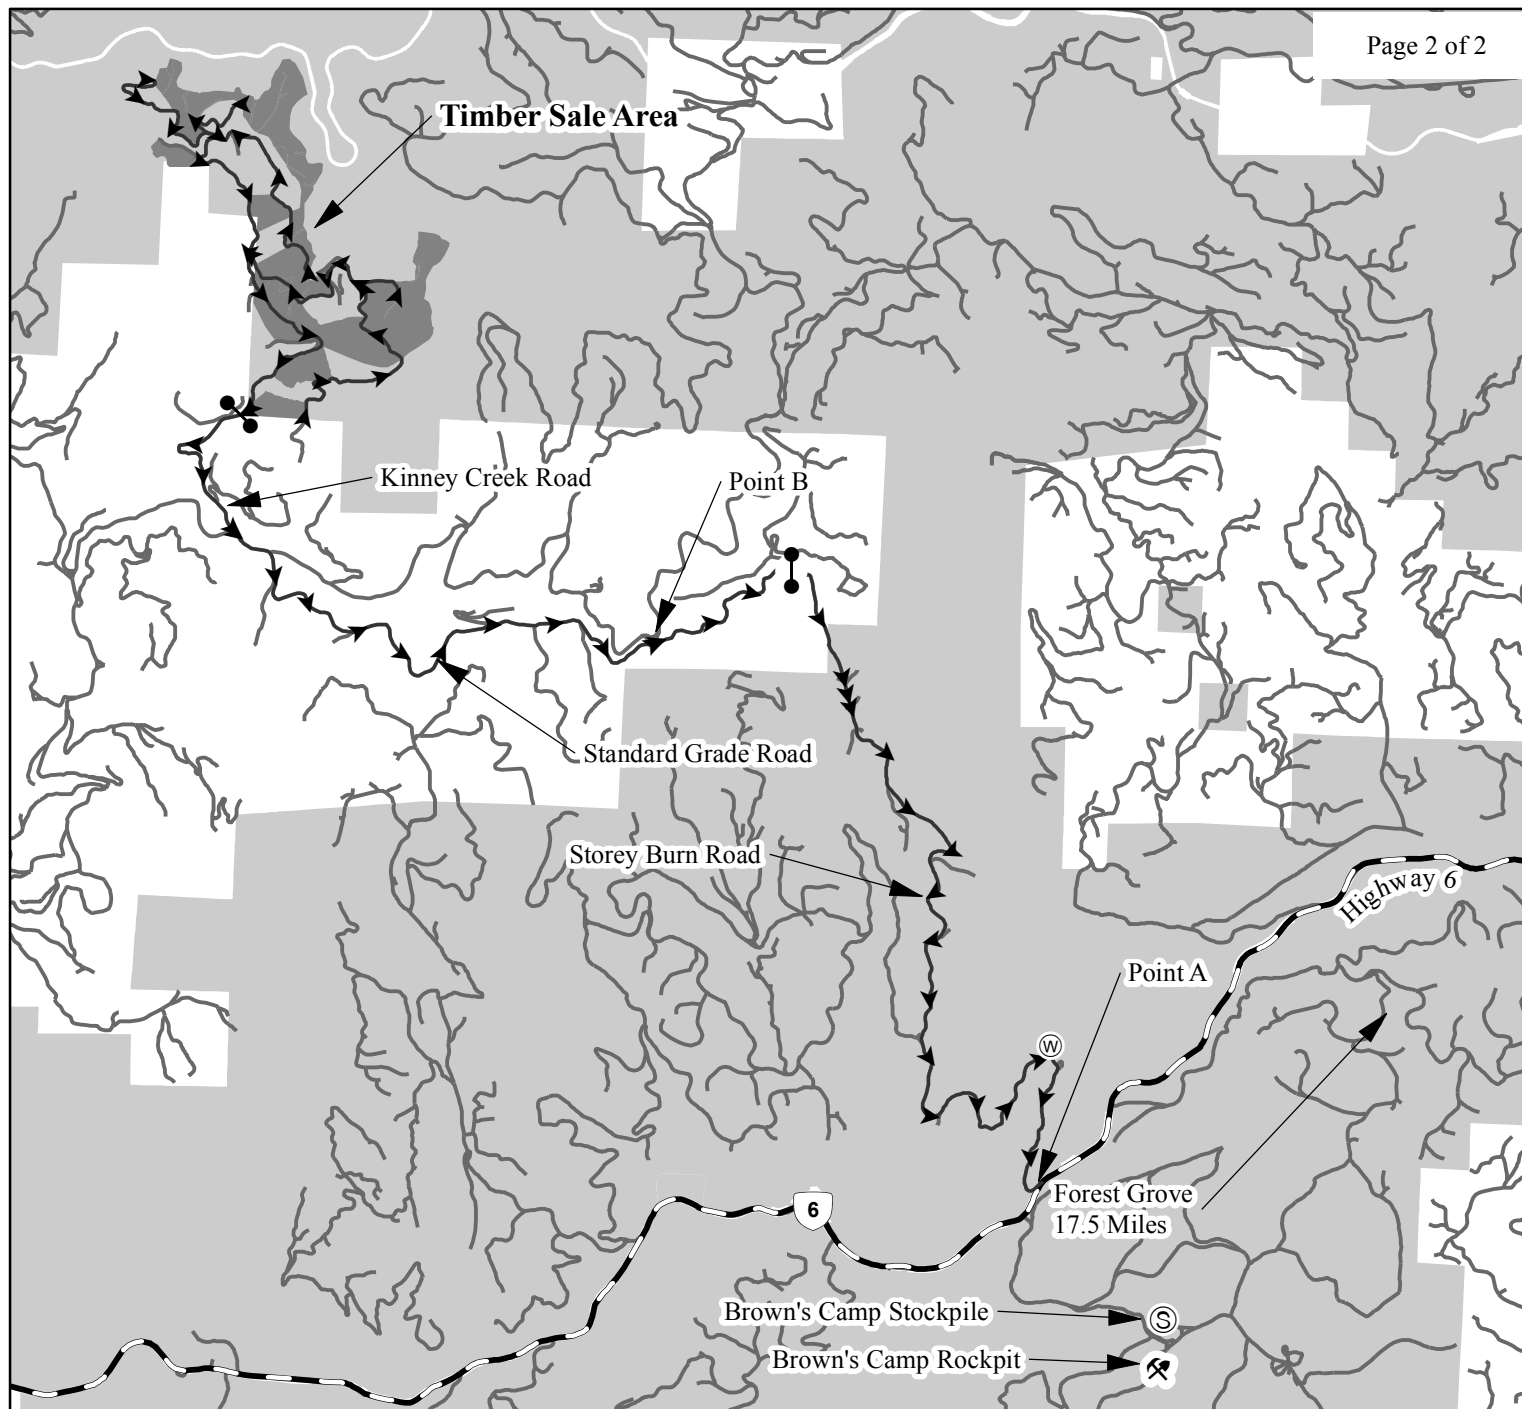 Page 2 of 2
Timber Sale Area
Kinney Creek Road
Point B
Standard Grade Road
Storey Burn Road
Highway 6
Point A
W
Forest Grove
17.5 Miles
6
Brown's Camp Stockpile
S
Brown's Camp Rockpit